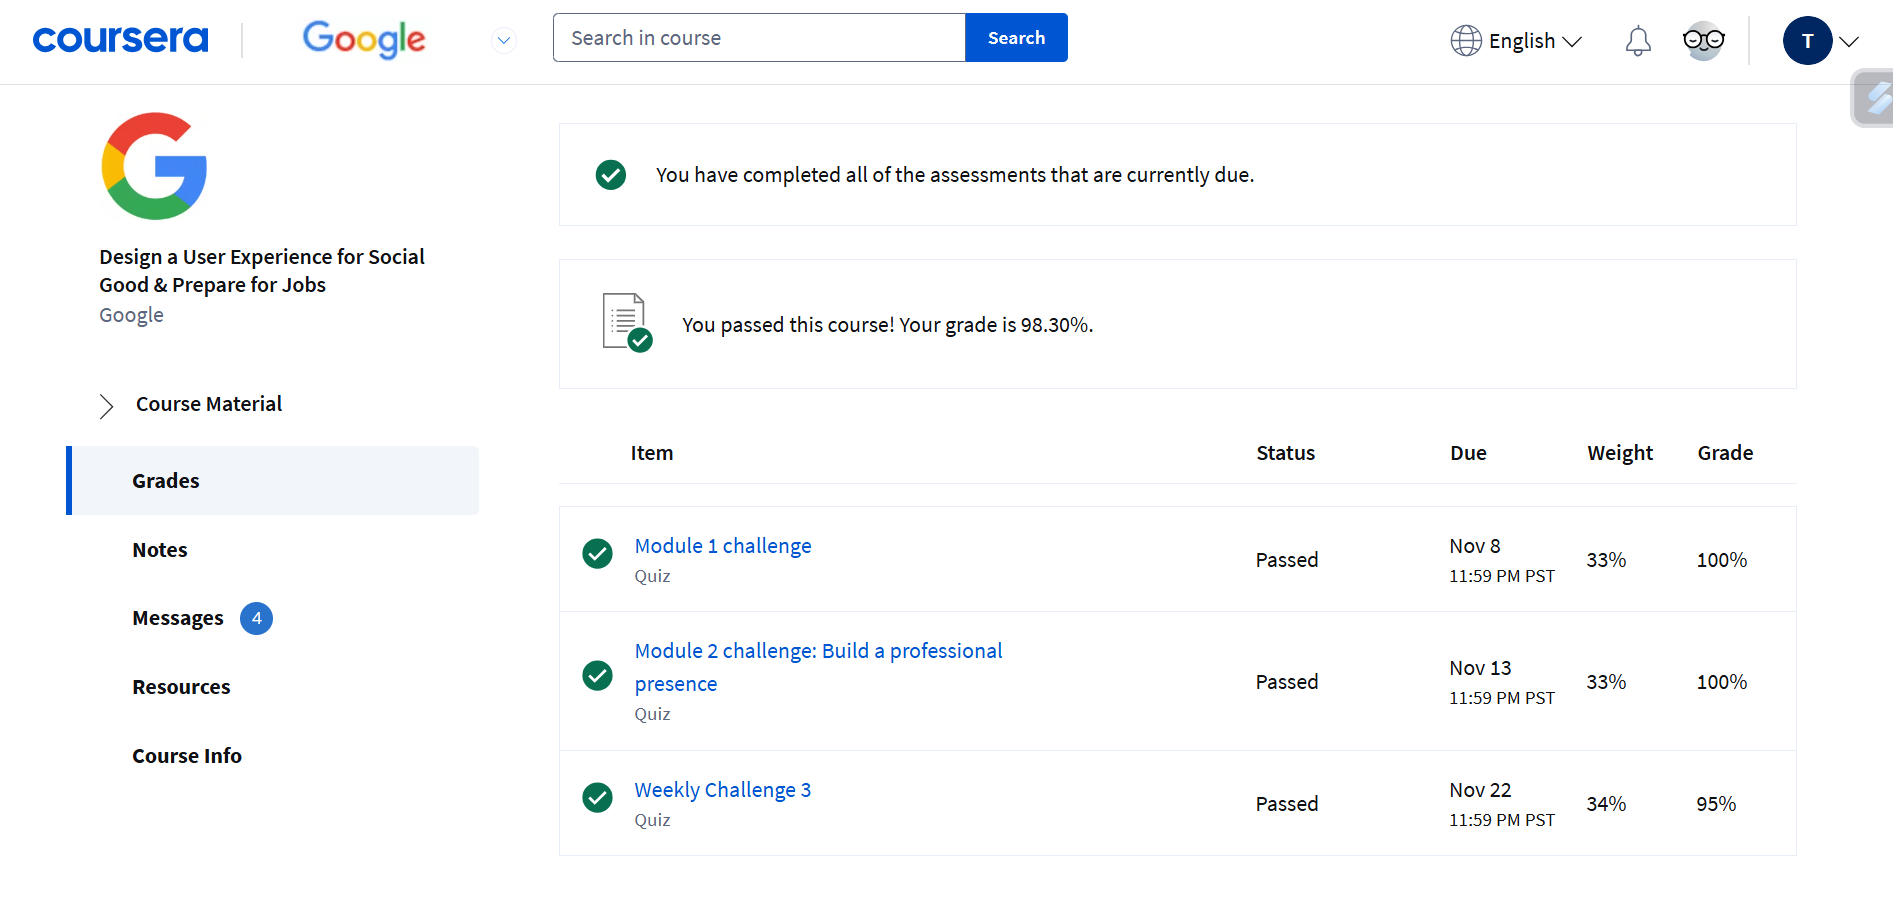 coursera
Google
Search in course
Search
English
T
Design a User Experience for Social
Good & Prepare for Jobs
Google
Course Material
Grades
Notes
Messages 4
Resources
Course Info
You have completed all of the assessments that are currently due.
You passed this course! Your grade is 98.30%.
Item Status Due Weight Grade
Module 1 challenge
Quiz
Passed
Nov 8
11:59 PM PST
33%
100%
Module 2 challenge: Build a professional
presence
Quiz
Passed
Nov 13
11:59 PM PST
33%
100%
Weekly Challenge 3
Quiz
Passed
Nov 22
11:59 PM PST
34%
95%